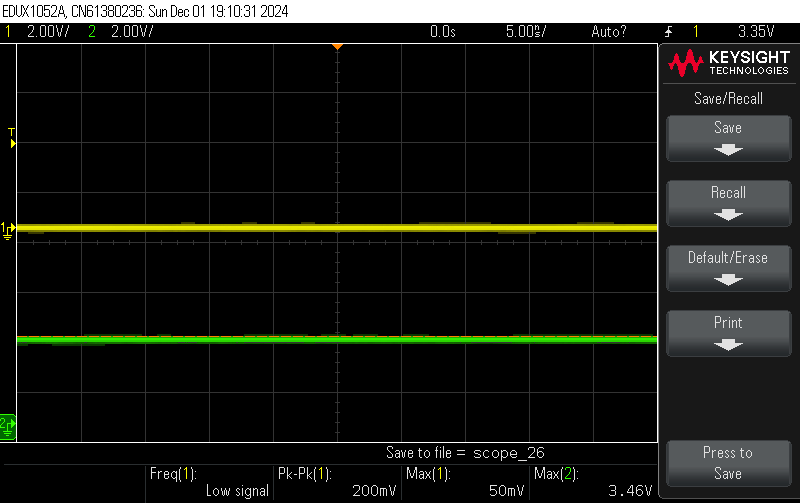 EDUX1052A, CN61380236: Sun Dec 01 19:10:31 2024
1 2.00V/ 2 2.00V/ 0.0s 5.00%/ Auto? 1 3.35V
KEYSIGHT
TECHNOLOGIES
Save/Recall
Save
T
Recall
1
Default/Erase
Print
2
Save to file = scope_26
Press to
Save
Freq(1): Pk-Pk(1): Max(1): Max(2):
Low signal 200mV 50mV 3.46V